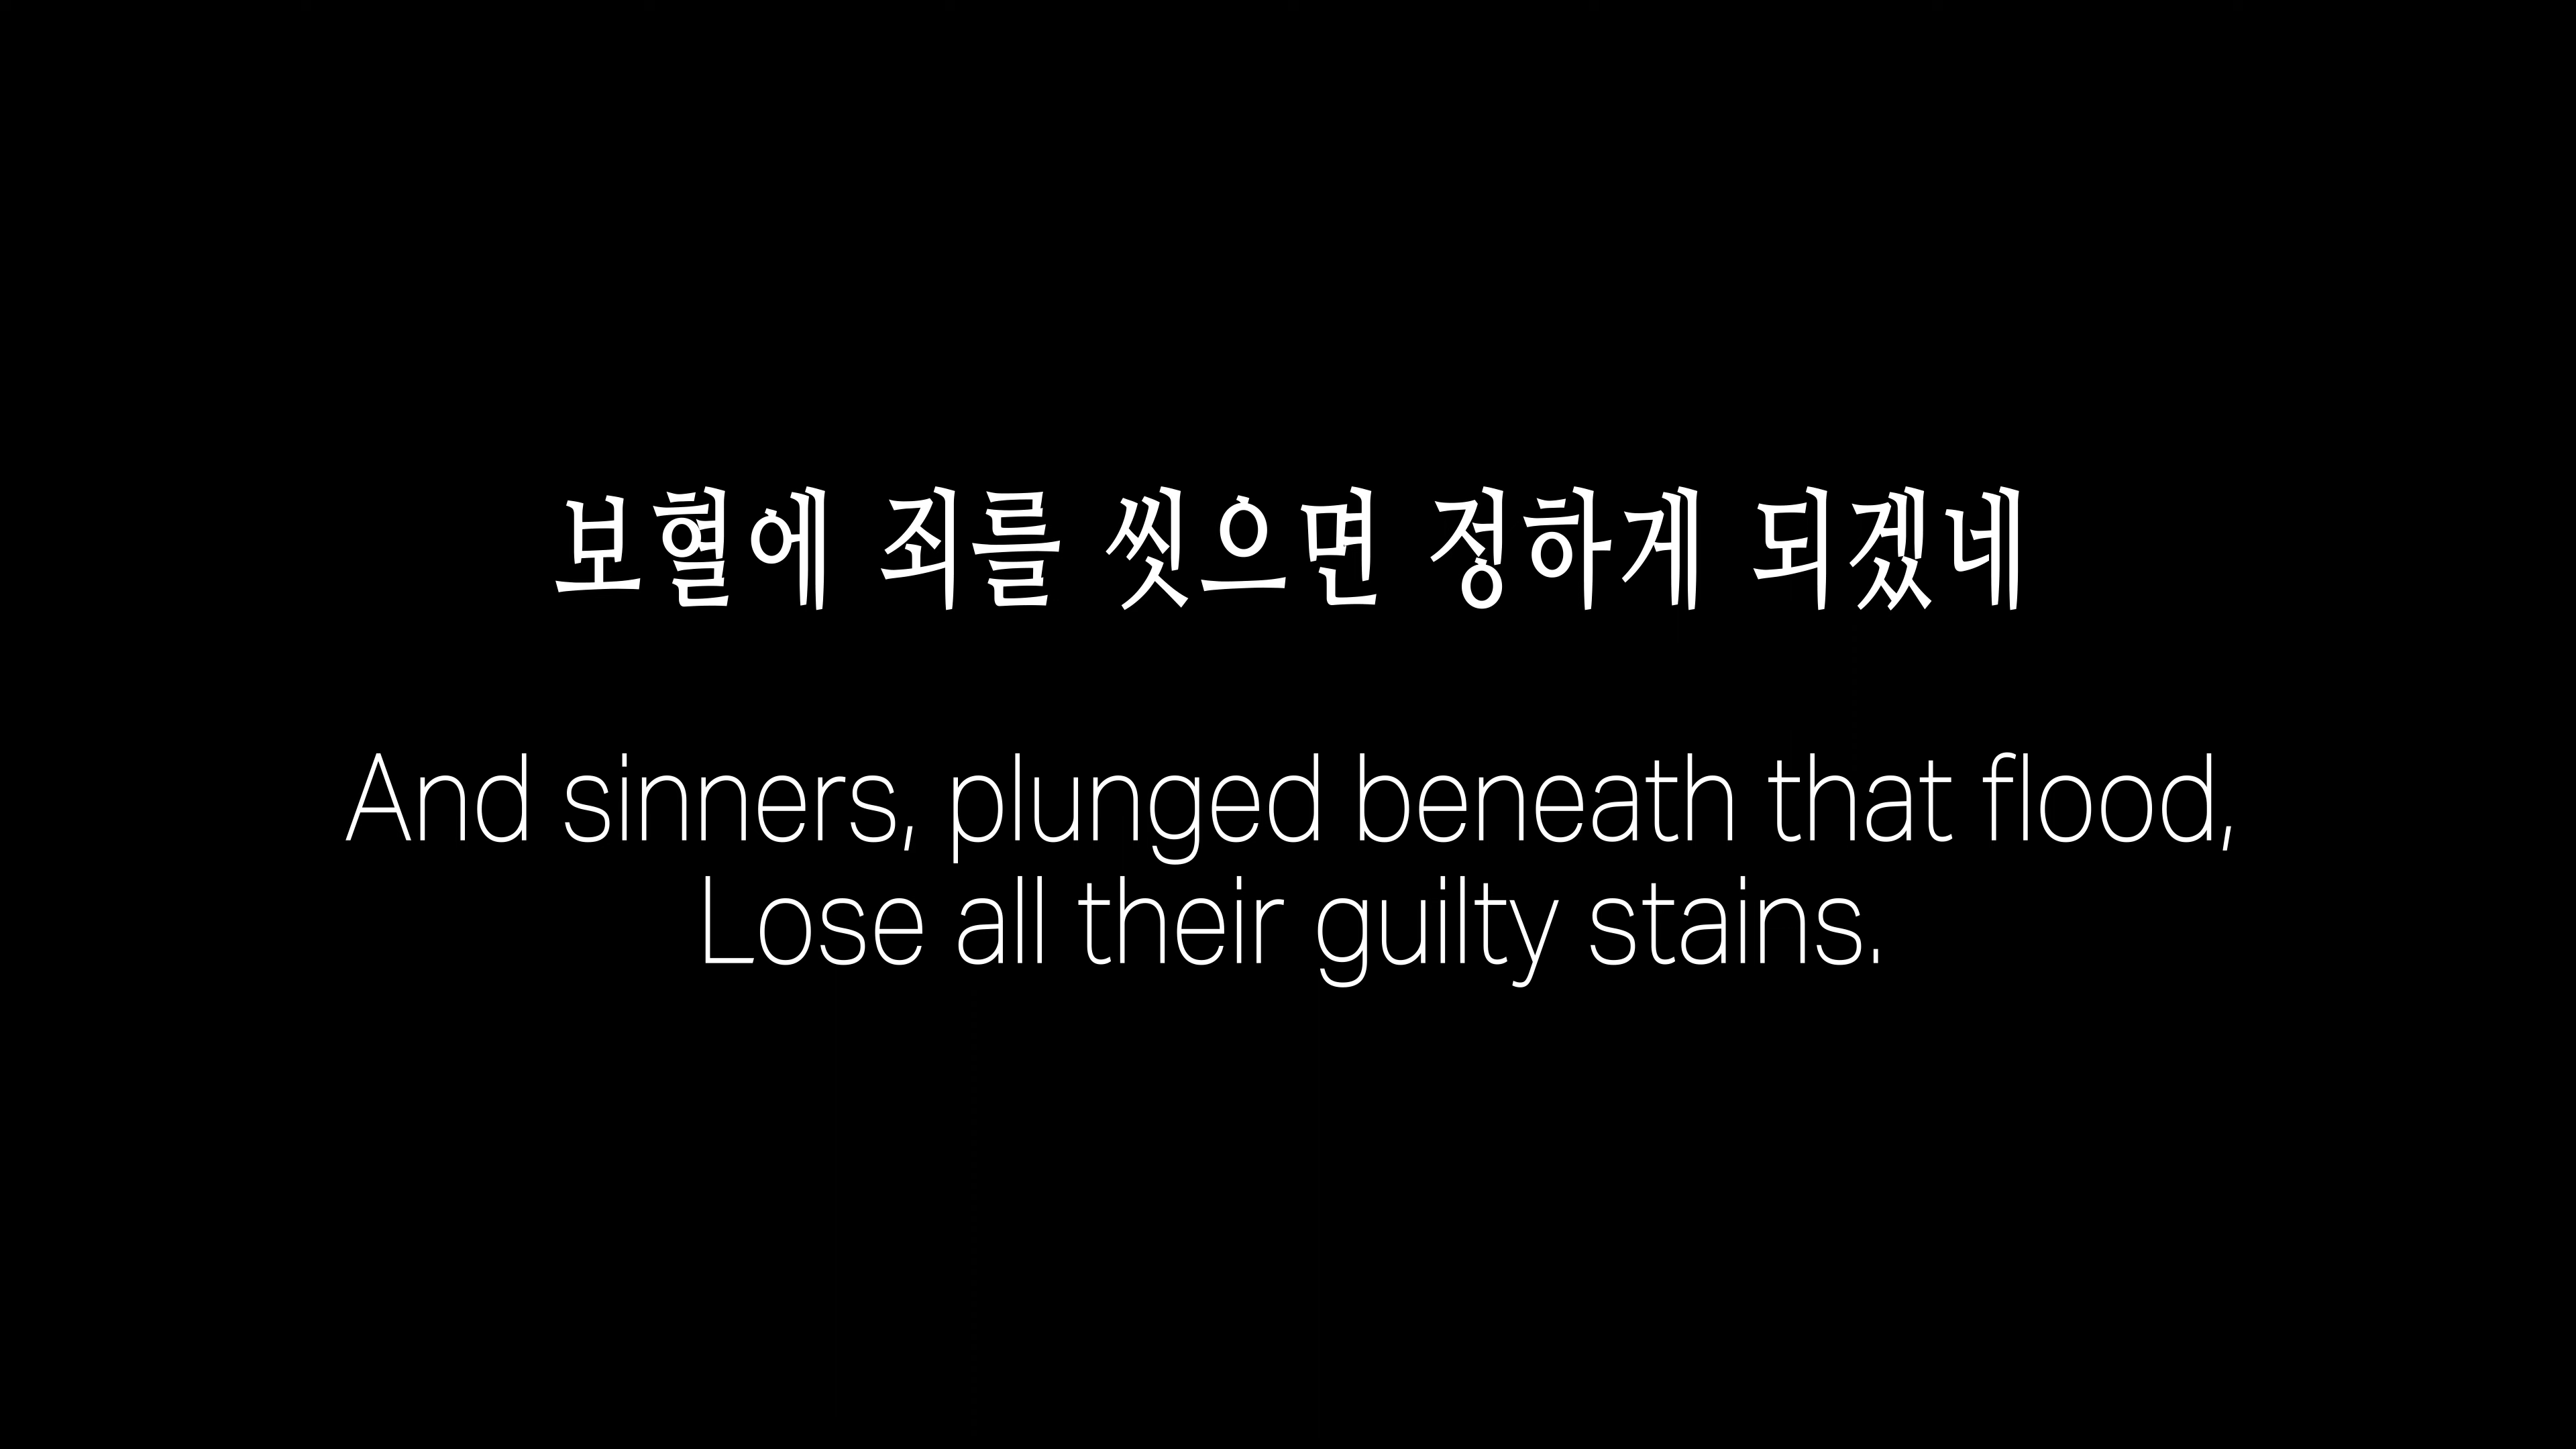 보혈에 죄를 씻으면 정하게 되겠네
And sinners, plunged beneath that flood,
Lose all their guilty stains.